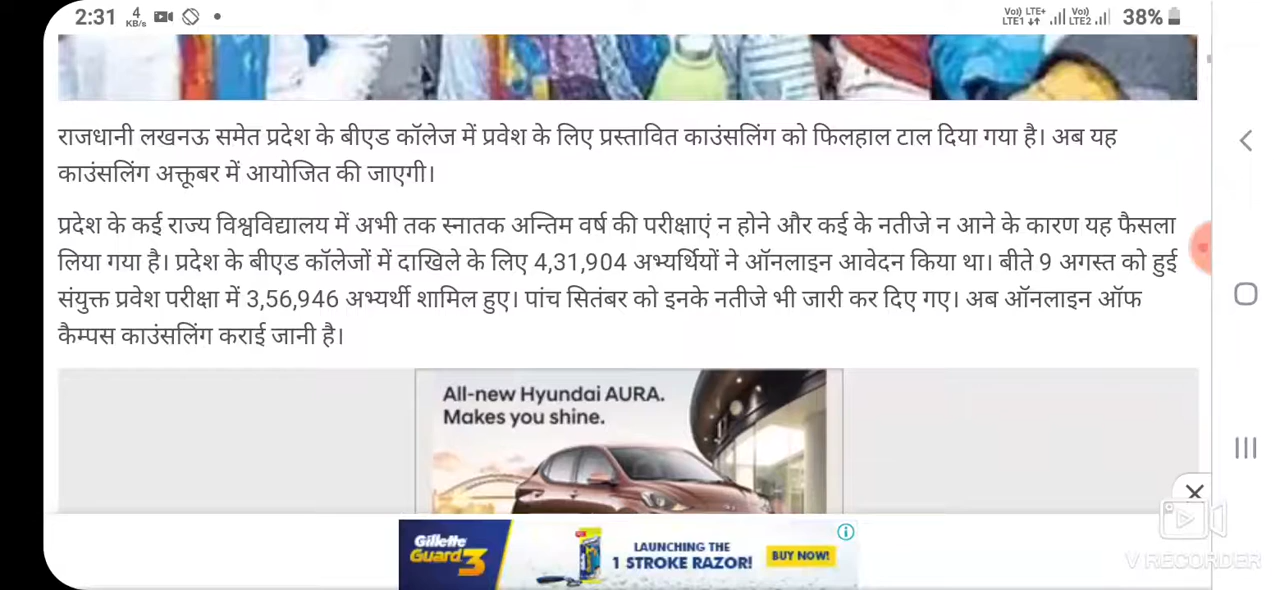 2:31 4 KB/s Vo) LTE+ LTE1 Vo) LTE2 38%
राजधानी लखनऊ समेत प्रदेश के बीएड कॉलेज में प्रवेश के लिए प्रस्तावित काउंसलिंग को फिलहाल टाल दिया गया है। अब यह
काउंसलिंग अक्तूबर में आयोजित की जाएगी।
प्रदेश के कई राज्य विश्वविद्यालय में अभी तक स्नातक अन्तिम वर्ष की परीक्षाएं न होने और कई के नतीजे न आने के कारण यह फैसला
लिया गया है। प्रदेश के बीएड कॉलेजों में दाखिले के लिए 4,31,904 अभ्यर्थियों ने ऑनलाइन आवेदन किया था। बीते 9 अगस्त को हुई
संयुक्त प्रवेश परीक्षा में 3,56,946 अभ्यर्थी शामिल हुए। पांच सितंबर को इनके नतीजे भी जारी कर दिए गए। अब ऑनलाइन ऑफ
कैम्पस काउंसलिंग कराई जानी है।
All-new Hyundai AURA.
Makes you shine.
Gillette
Guard 3
LAUNCHING THE
1 STROKE RAZOR!
BUY NOW!
V RECORDER